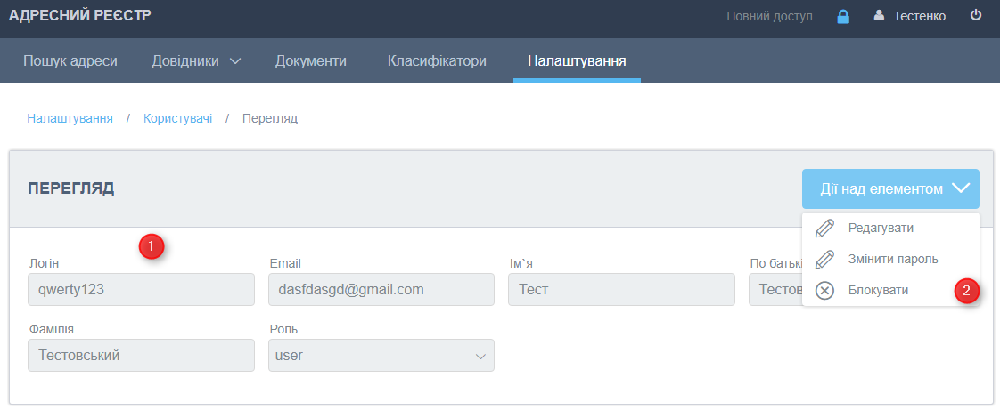 АДРЕСНИЙ РЕЄСТР
Повний доступ Тестенко
Пошук адреси Довідники Документи Класифікатори Налаштування
Налаштування / Користувачі / Перегляд
ПЕРЕГЛЯД
Дії над елементом
Редагувати
Змінити пароль
Блокувати 2
1
Логін Email Ім`я По батькі
qwerty123 dasfdasgd@gmail.com Тест Тестов
Фамілія Роль
Тестовський user